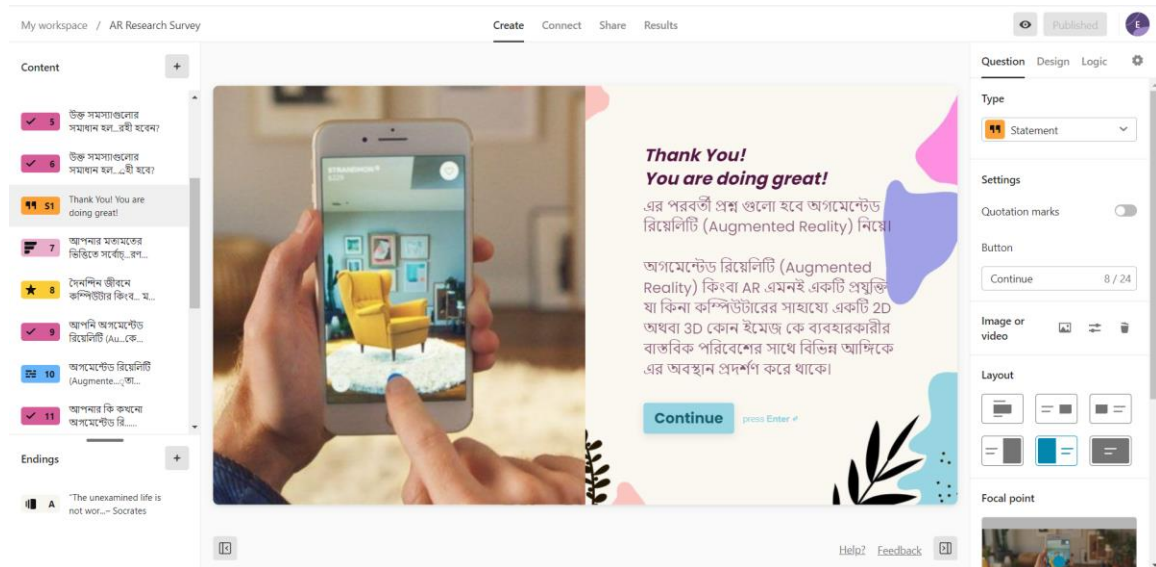 My workspace / AR Research Survey
Create Connect Share Results
Published
E
Content
+
5 উক্ত সমস্যাগুলোর
সমাধান হল...রহী হবেন?
6 উক্ত সমস্যাগুলোর
সমাধান হল...
S1 Thank You! You are
doing great!
7 আপনার মতামতের
ভিত্তিতে
8 দৈনন্দিন জীবনে
কম্পিউটার কিংব... ম...
9 আপনি অগমেন্টেড
রিয়েলিটি (Au...কে...
10 অগমেন্টেড রিয়েলিটি
(Augmente...
11 আপনার কি কখনো
অগমেন্টেড রি......
Endings
+
A "The unexamined life is
not wor...– Socrates
STRANDMON
Thank You!
You are doing great!
এর পরবর্তী প্রশ্ন গুলো হবে অগমেন্টেড
রিয়েলিটি (Augmented Reality) নিয়ে।
অগমেন্টেড রিয়েলিটি (Augmented
Reality) কিংবা AR এমনই একটি প্রযুক্তি
যা কিনা কম্পিউটারের সাহায্যে একটি 2D
অথবা 3D কোন ইমেজ কে ব্যবহারকারীর
বাস্তবিক পরিবেশের সাথে বিভিন্ন আঙ্গিকে
এর অবস্থান প্রদর্শণ করে থাকে।
Continue press Enter ↵
Help? Feedback
Question Design Logic
Type
Statement
Settings
Quotation marks
Button
Continue 8 / 24
Image or
video
Layout
Focal point